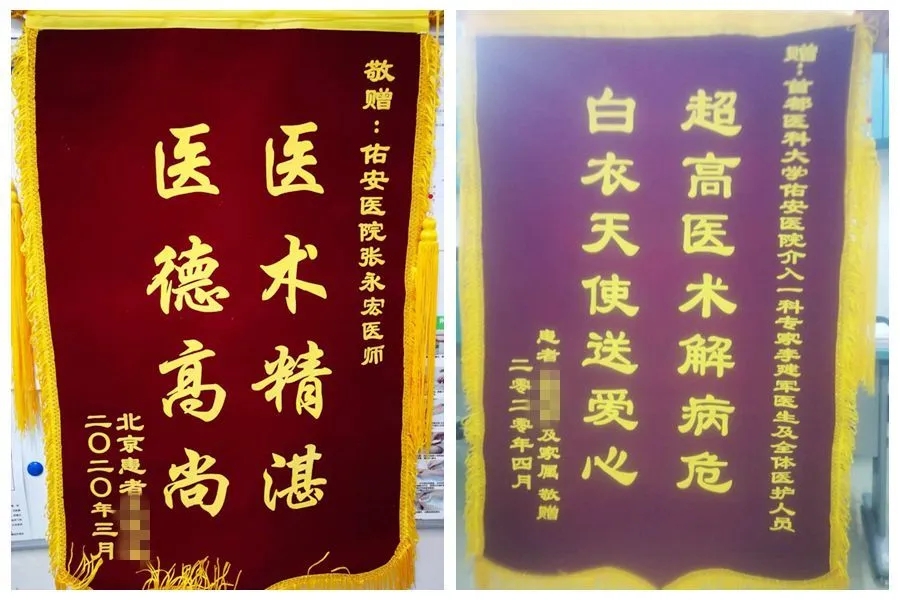 敬赠：佑安医院张永宏医师
医术精湛
医德高尚
北京患者
二〇二〇年三月
赠：首都医科大学佑安医院介入一科专家李建军医生及全体医护人员
超高医术解病危
白衣天使送爱心
患者 及家属 敬赠
二零二零年四月